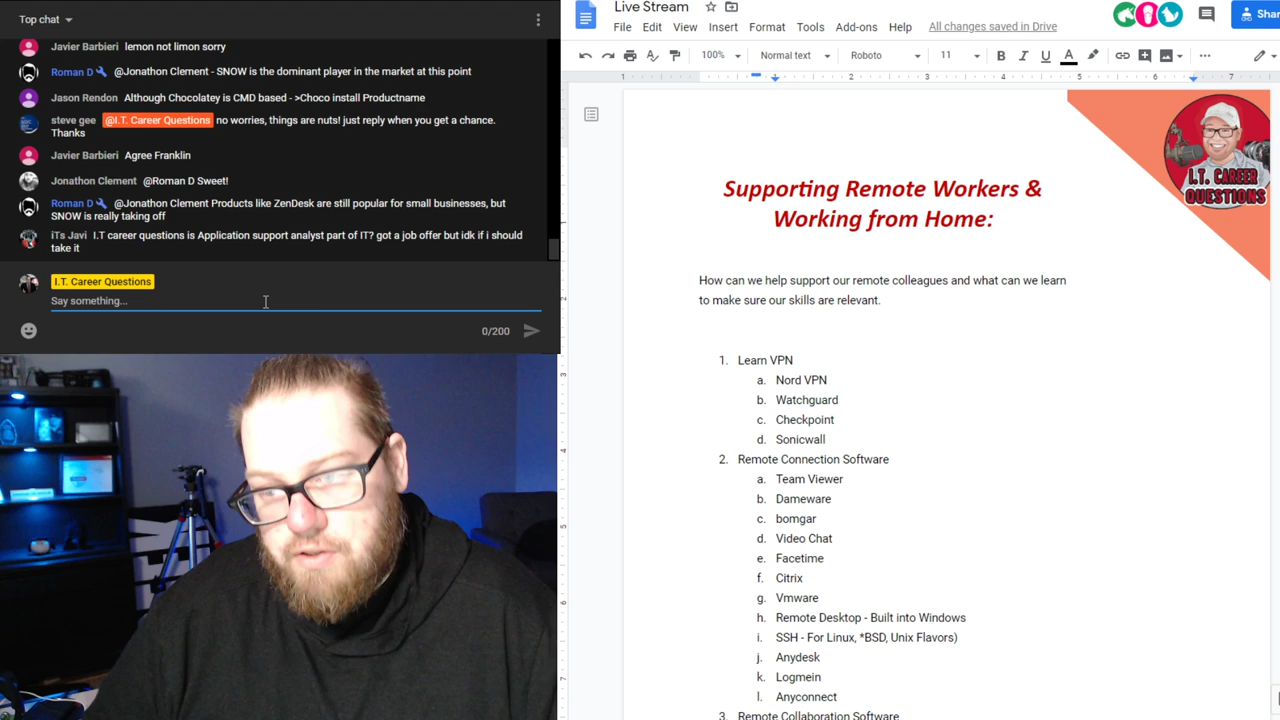 Top chat
Javier Barbieri lemon not limon sorry
Roman D @Jonathon Clement - SNOW is the dominant player in the market at this point
Jason Rendon Although Chocolatey is CMD based - >Choco install Productname
steve gee @I.T. Career Questions no worries, things are nuts! just reply when you get a chance.
Thanks
Javier Barbieri Agree Franklin
Jonathon Clement @Roman D Sweet!
Roman D @Jonathon Clement Products like ZenDesk are still popular for small businesses, but
SNOW is really taking off
iTs Javi I.T career questions is Application support analyst part of IT? got a job offer but idk if i should
take it
I.T. Career Questions
Say something...
0/200
Live Stream
File Edit View Insert Format Tools Add-ons Help All changes saved in Drive
Shar
100% Normal text Roboto 11
1 1 2 3 4 5 6 7
I.T. CAREER
QUESTIONS
Supporting Remote Workers &
Working from Home:
How can we help support our remote colleagues and what can we learn
to make sure our skills are relevant.
1. Learn VPN
a. Nord VPN
b. Watchguard
c. Checkpoint
d. Sonicwall
2. Remote Connection Software
a. Team Viewer
b. Dameware
c. bomgar
d. Video Chat
e. Facetime
f. Citrix
g. Vmware
h. Remote Desktop - Built into Windows
i. SSH - For Linux, *BSD, Unix Flavors)
j. Anydesk
k. Logmein
l. Anyconnect
3. Remote Collaboration Software